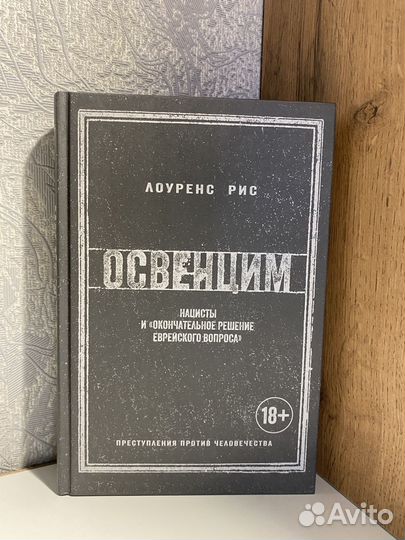 ЛОУРЕНС РИС
ОСВЕНЦИМ
НАЦИСТЫ
И «ОКОНЧАТЕЛЬНОЕ РЕШЕНИЕ
ЕВРЕЙСКОГО ВОПРОСА»
18+
ПРЕСТУПЛЕНИЯ ПРОТИВ ЧЕЛОВЕЧЕСТВА
Avito